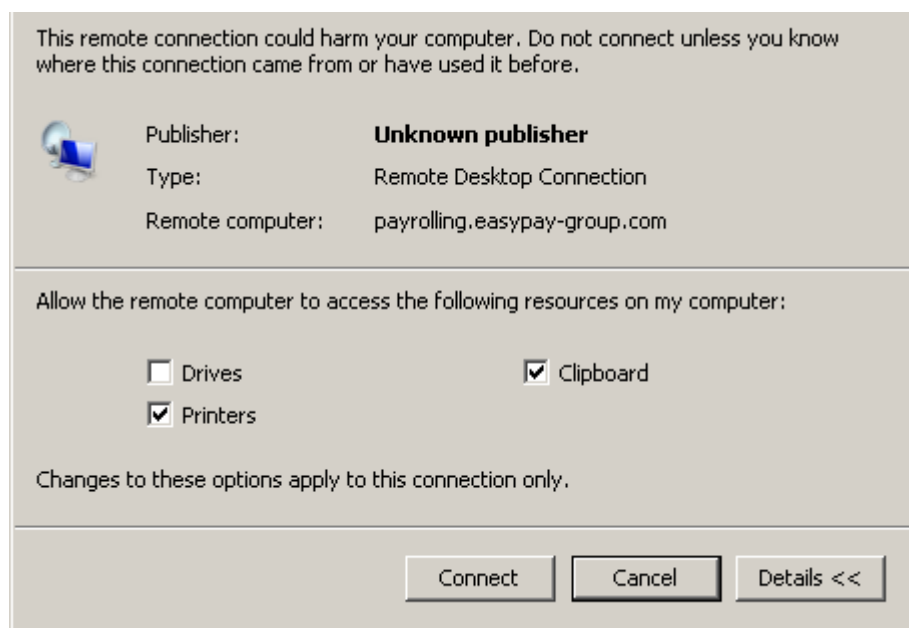 This remote connection could harm your computer. Do not connect unless you know
where this connection came from or have used it before.
Publisher: Unknown publisher
Type: Remote Desktop Connection
Remote computer: payrolling.easypay-group.com
Allow the remote computer to access the following resources on my computer:
Drives Clipboard
Printers
Changes to these options apply to this connection only.
Connect Cancel Details <<